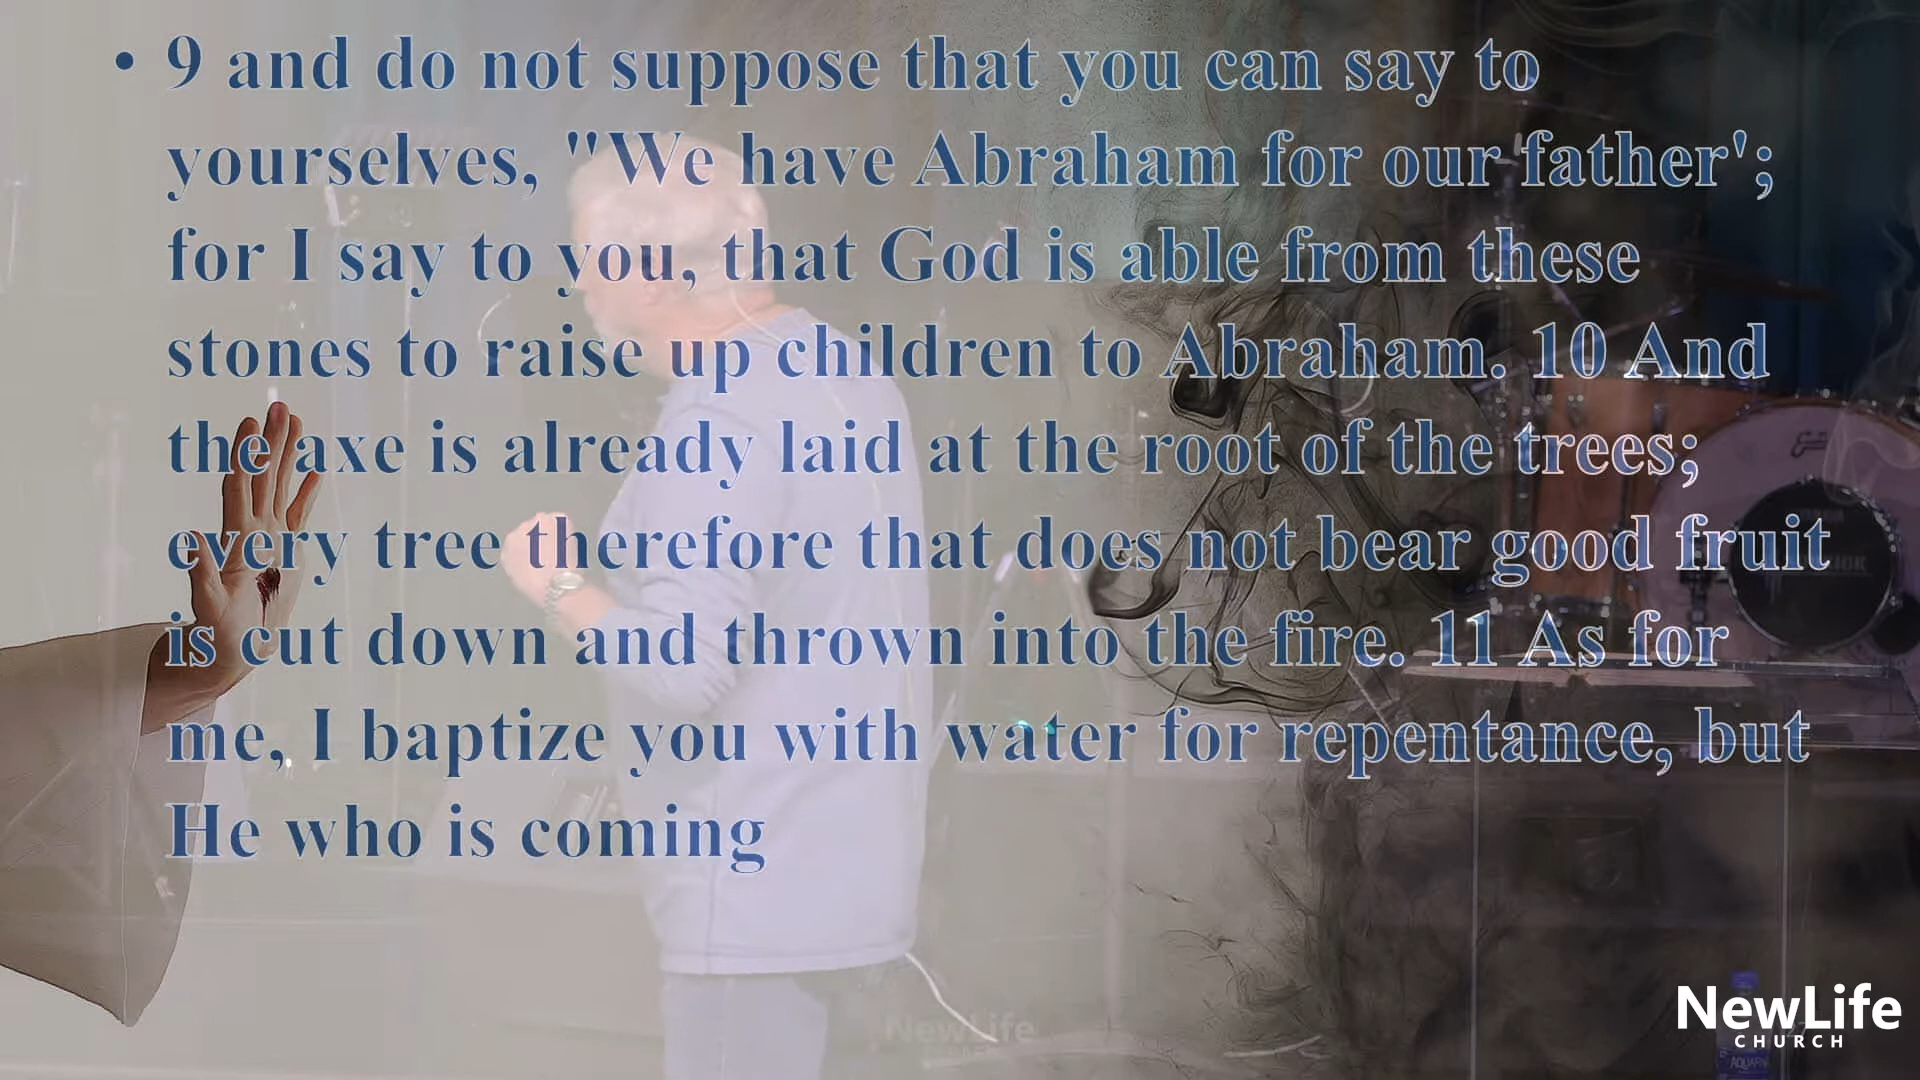 • 9 and do not suppose that you can say to
yourselves, "We have Abraham for our father';
for I say to you, that God is able from these
stones to raise up children to Abraham. 10 And
the axe is already laid at the root of the trees;
every tree therefore that does not bear good fruit
is cut down and thrown into the fire. 11 As for
me, I baptize you with water for repentance, but
He who is coming
NewLife
NewLife
CHURCH